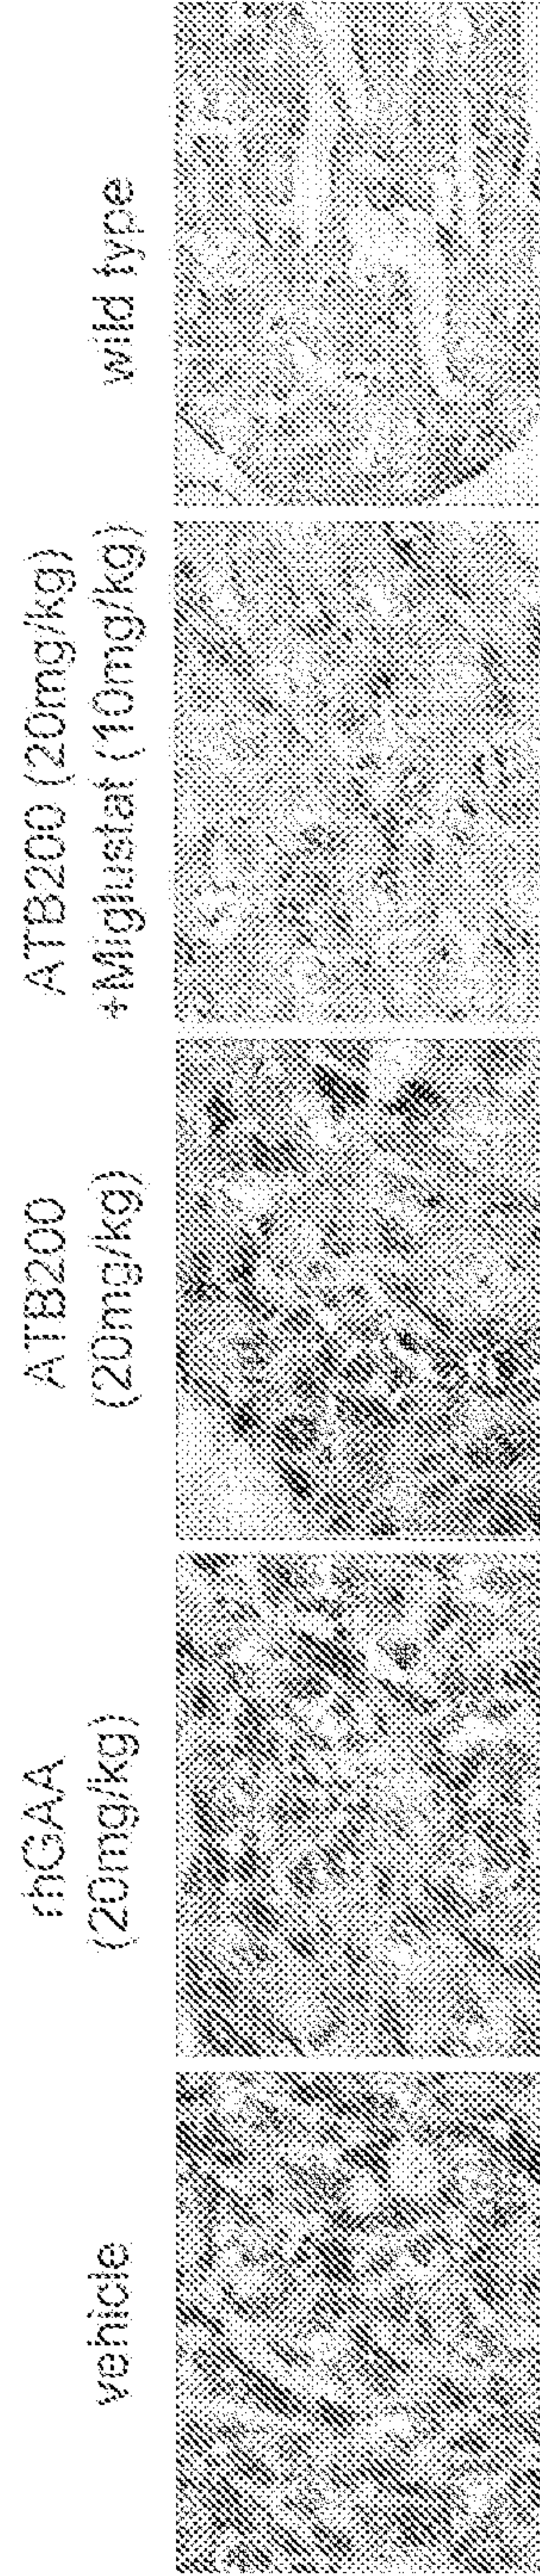 vehicle
rhGAA
(20mg/kg)
ATB200
(20mg/kg)
ATB200 (20mg/kg)
+Miglustat (10mg/kg)
wild type